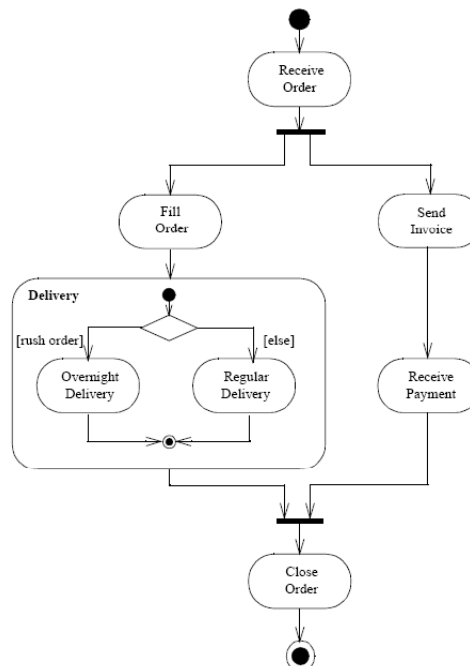 Receive
Order
Fill
Order
Send
Invoice
Delivery
[rush order]
[else]
Overnight
Delivery
Regular
Delivery
Receive
Payment
Close
Order